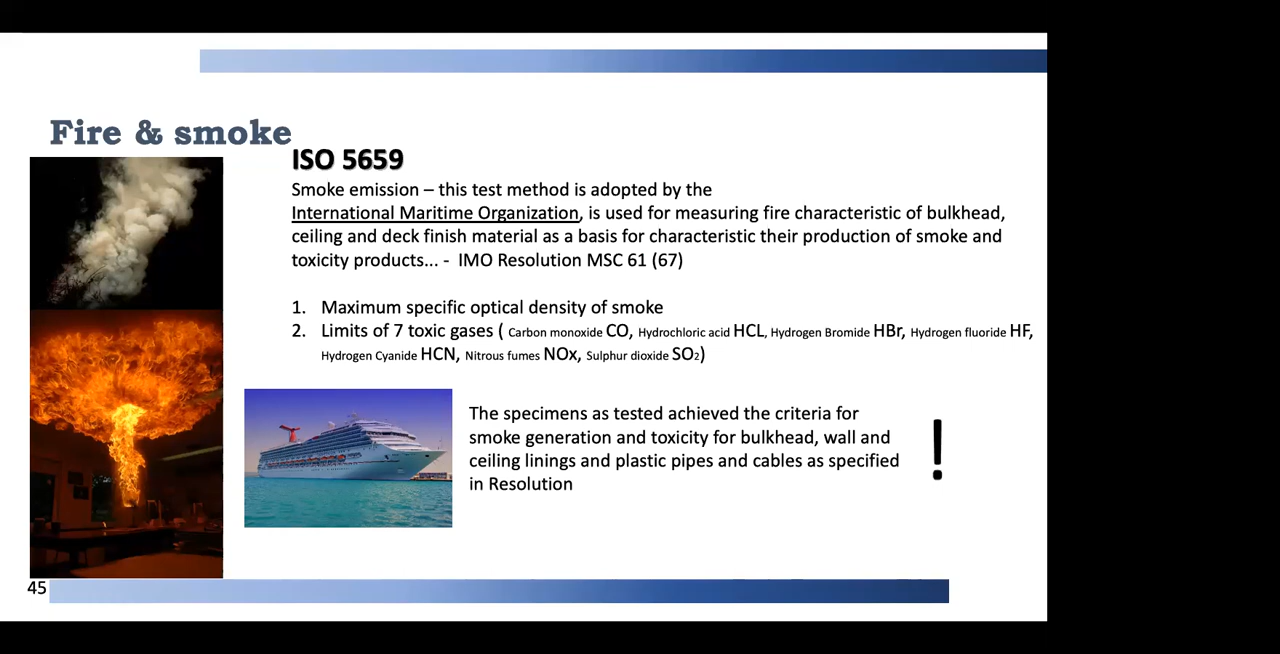 Fire & smoke
ISO 5659
Smoke emission – this test method is adopted by the
International Maritime Organization, is used for measuring fire characteristic of bulkhead,
ceiling and deck finish material as a basis for characteristic their production of smoke and
toxicity products... -  IMO Resolution MSC 61 (67)
1. Maximum specific optical density of smoke
2. Limits of 7 toxic gases ( Carbon monoxide CO, Hydrochloric acid HCL, Hydrogen Bromide HBr, Hydrogen fluoride HF,
Hydrogen Cyanide HCN, Nitrous fumes NOx, Sulphur dioxide SO2)
The specimens as tested achieved the criteria for
smoke generation and toxicity for bulkhead, wall and
ceiling linings and plastic pipes and cables as specified
in Resolution
!
45